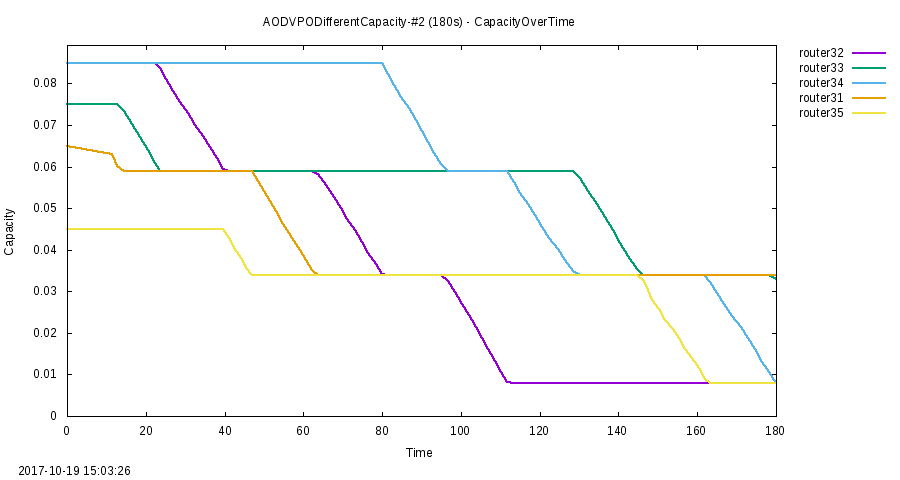 AODVPODifferentCapacity-#2 (180s) - CapacityOverTime
router32
router33
router34
router31
router35
0.08
0.07
0.06
0.05
0.04
0.03
0.02
0.01
0
Capacity
0 20 40 60 80 100 120 140 160 180
Time
2017-10-19 15:03:26